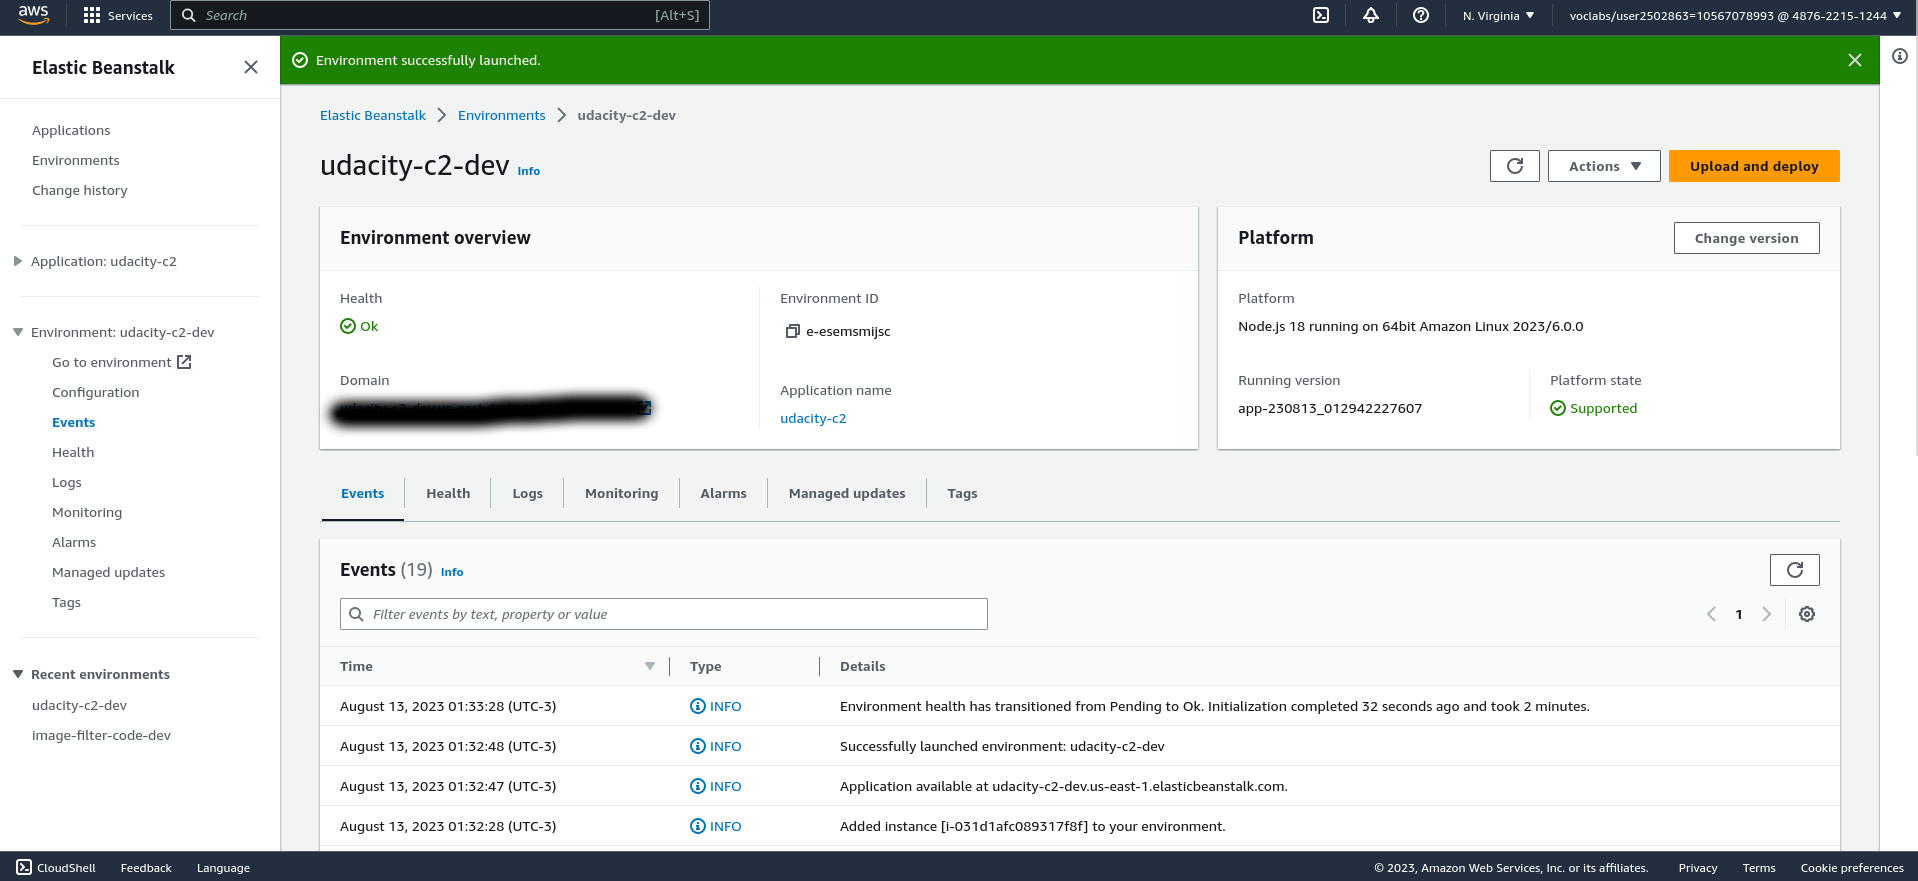 aws
Services
Search [Alt+S]
N. Virginia
voclabs/user2502863=10567078993 @ 4876-2215-1244
Elastic Beanstalk
Applications
Environments
Change history
Application: udacity-c2
Environment: udacity-c2-dev
Go to environment
Configuration
Events
Health
Logs
Monitoring
Alarms
Managed updates
Tags
Recent environments
udacity-c2-dev
image-filter-code-dev
Environment successfully launched.
Elastic Beanstalk > Environments > udacity-c2-dev
udacity-c2-dev Info
Actions
Upload and deploy
Environment overview
Health
Ok
Domain
Environment ID
e-esemsmijsc
Application name
udacity-c2
Platform
Change version
Platform
Node.js 18 running on 64bit Amazon Linux 2023/6.0.0
Running version
app-230813_012942227607
Platform state
Supported
Events Health Logs Monitoring Alarms Managed updates Tags
Events (19) Info
Filter events by text, property or value
1
Time Type Details
August 13, 2023 01:33:28 (UTC-3) INFO Environment health has transitioned from Pending to Ok. Initialization completed 32 seconds ago and took 2 minutes.
August 13, 2023 01:32:48 (UTC-3) INFO Successfully launched environment: udacity-c2-dev
August 13, 2023 01:32:47 (UTC-3) INFO Application available at udacity-c2-dev.us-east-1.elasticbeanstalk.com.
August 13, 2023 01:32:28 (UTC-3) INFO Added instance [i-031d1afc089317f8f] to your environment.
CloudShell Feedback Language
© 2023, Amazon Web Services, Inc. or its affiliates. Privacy Terms Cookie preferences